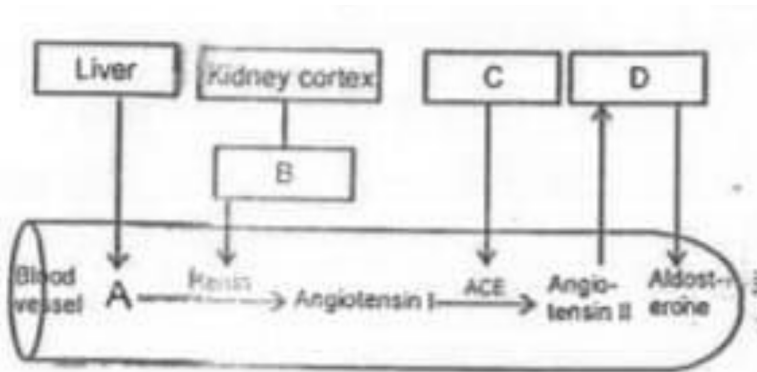 Liver
Kidney cortex
C
D
B
Blood
vessel
A
Renin
Angiotensin I
ACE
Angio-
tensin II
Aldost-
erone